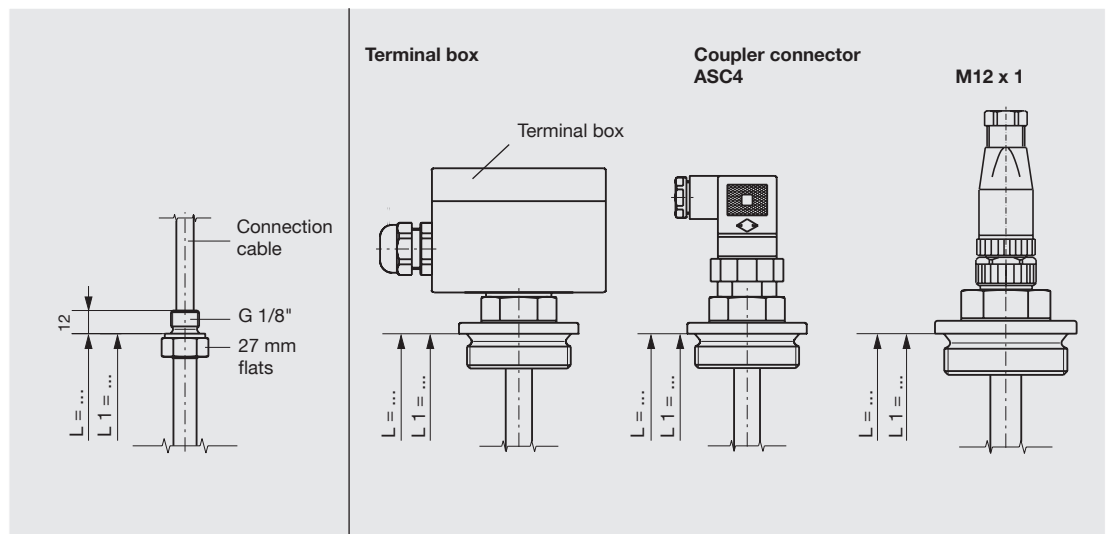 Connection
cable
12
G 1/8"
27 mm
flats
L = ...
L 1 = ...
Terminal box
Terminal box
L = ...
L 1 = ...
Coupler connector
ASC4
L = ...
L 1 = ...
M12 x 1
L = ...
L 1 = ...